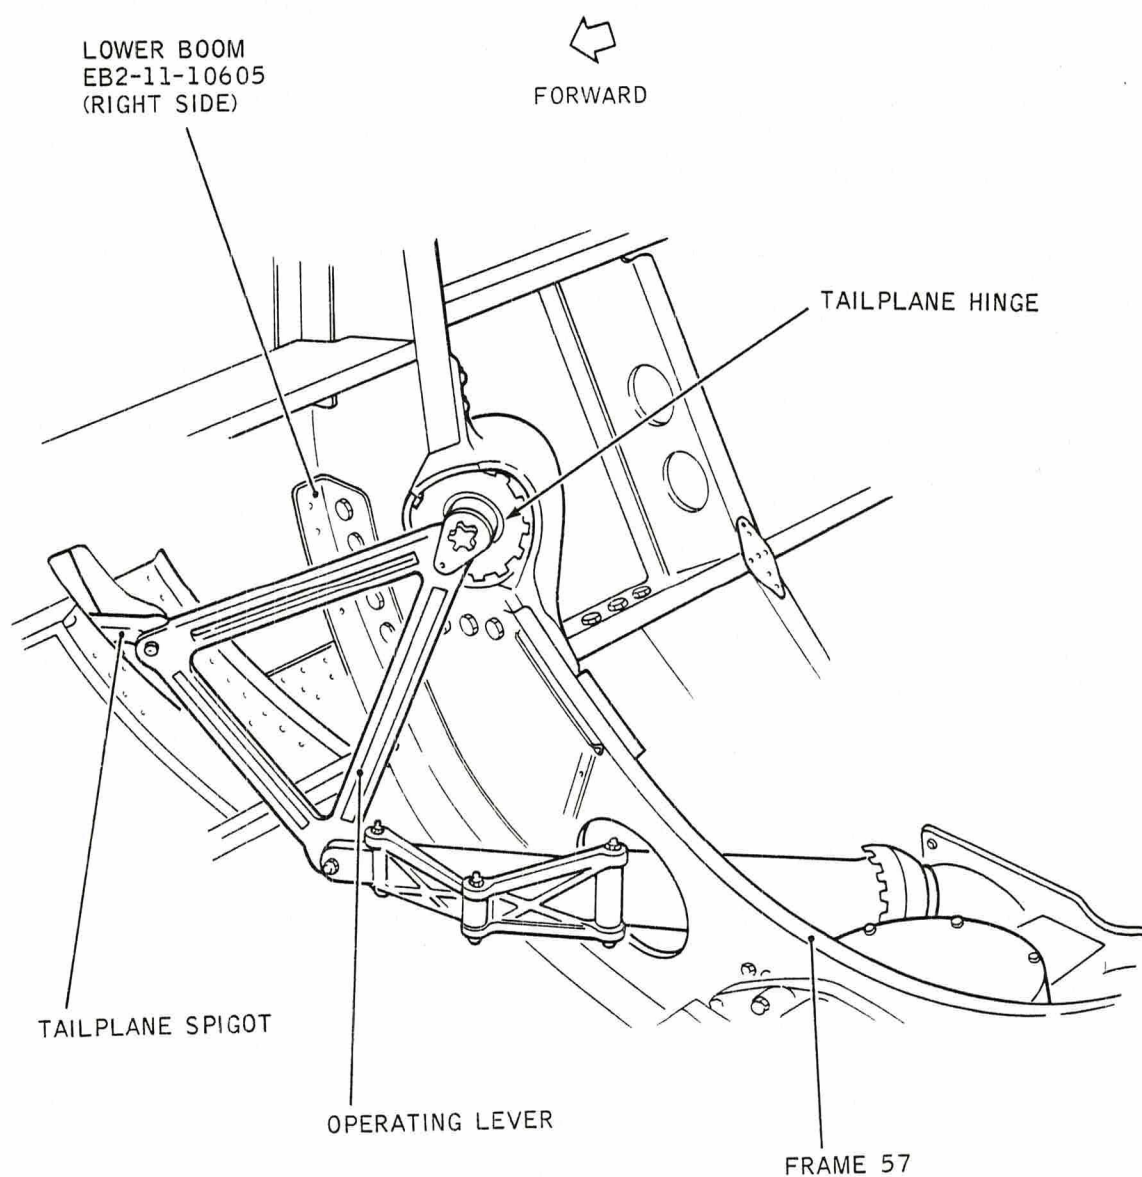 LOWER BOOM
EB2-11-10605
(RIGHT SIDE)
FORWARD
TAILPLANE HINGE
TAILPLANE SPIGOT
OPERATING LEVER
FRAME 57